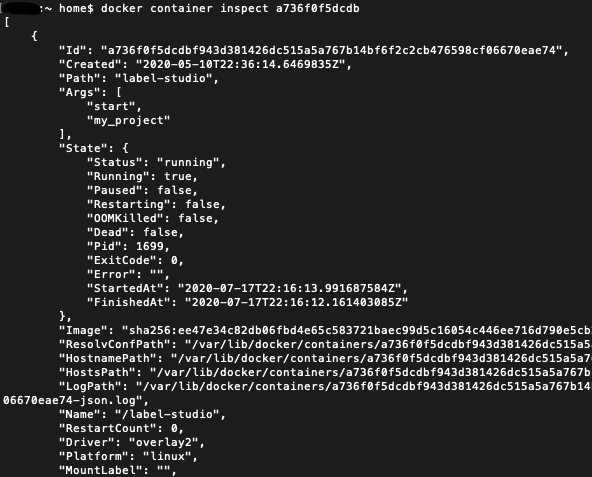 :~ home$ docker container inspect a736f0f5dcdb
[
{
"Id": "a736f0f5dcdbf943d381426dc515a5a767b14bf6f2c2cb476598cf06670eae74",
"Created": "2020-05-10T22:36:14.6469835Z",
"Path": "label-studio",
"Args": [
"start",
"my_project"
],
"State": {
"Status": "running",
"Running": true,
"Paused": false,
"Restarting": false,
"OOMKilled": false,
"Dead": false,
"Pid": 1699,
"ExitCode": 0,
"Error": "",
"StartedAt": "2020-07-17T22:16:13.991687584Z",
"FinishedAt": "2020-07-17T22:16:12.161403085Z"
},
"Image": "sha256:ee47e34c82db06fbd4e65c583721baec99d5c16054c446ee716d790e5cb
"ResolvConfPath": "/var/lib/docker/containers/a736f0f5dcdbf943d381426dc515a5
"HostnamePath": "/var/lib/docker/containers/a736f0f5dcdbf943d381426dc515a5a7
"HostsPath": "/var/lib/docker/containers/a736f0f5dcdbf943d381426dc515a5a767b
"LogPath": "/var/lib/docker/containers/a736f0f5dcdbf943d381426dc515a5a767b14
06670eae74-json.log",
"Name": "/label-studio",
"RestartCount": 0,
"Driver": "overlay2",
"Platform": "linux",
"MountLabel": "",